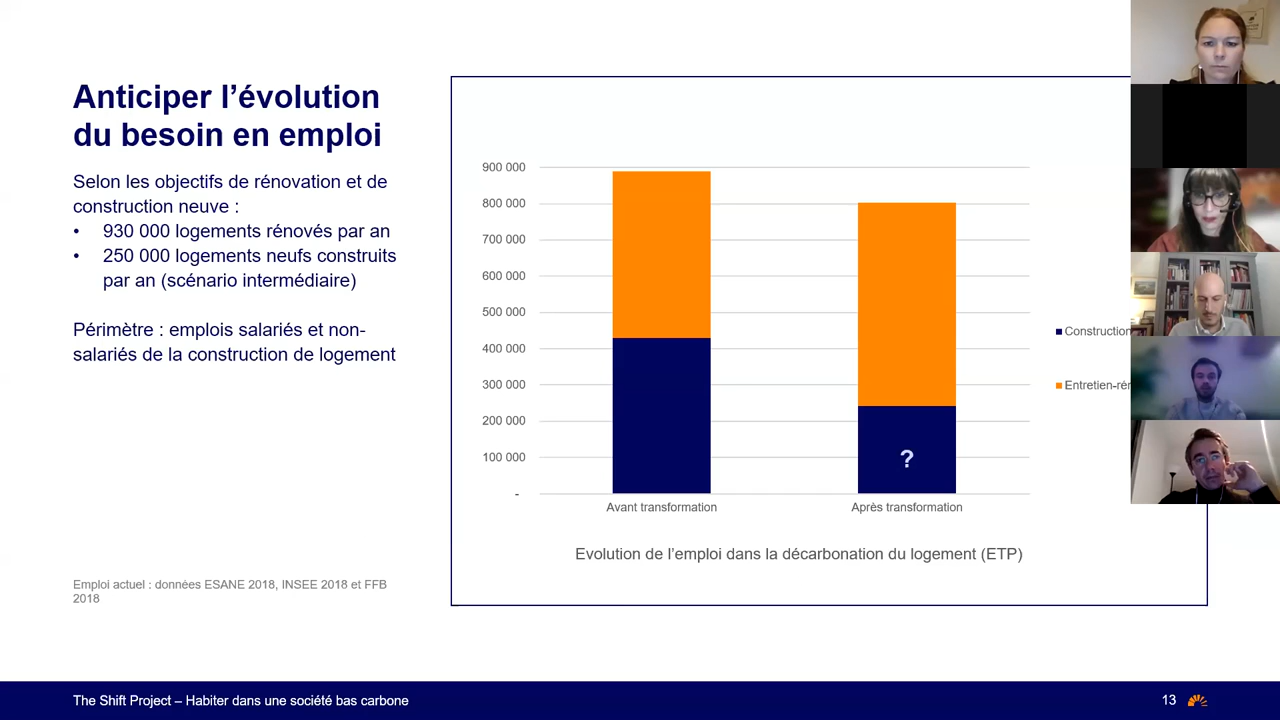 Anticiper l’évolution
du besoin en emploi
Selon les objectifs de rénovation et de
construction neuve :
• 930 000 logements rénovés par an
• 250 000 logements neufs construits
par an (scénario intermédiaire)
Périmètre : emplois salariés et non-
salariés de la construction de logement
Emploi actuel : données ESANE 2018, INSEE 2018 et FFB
2018
900 000
800 000
700 000
600 000
500 000
400 000
300 000
200 000
100 000
-
?
Avant transformation
Après transformation
Construction
Entretien-
Evolution de l’emploi dans la décarbonation du logement (ETP)
The Shift Project – Habiter dans une société bas carbone
13